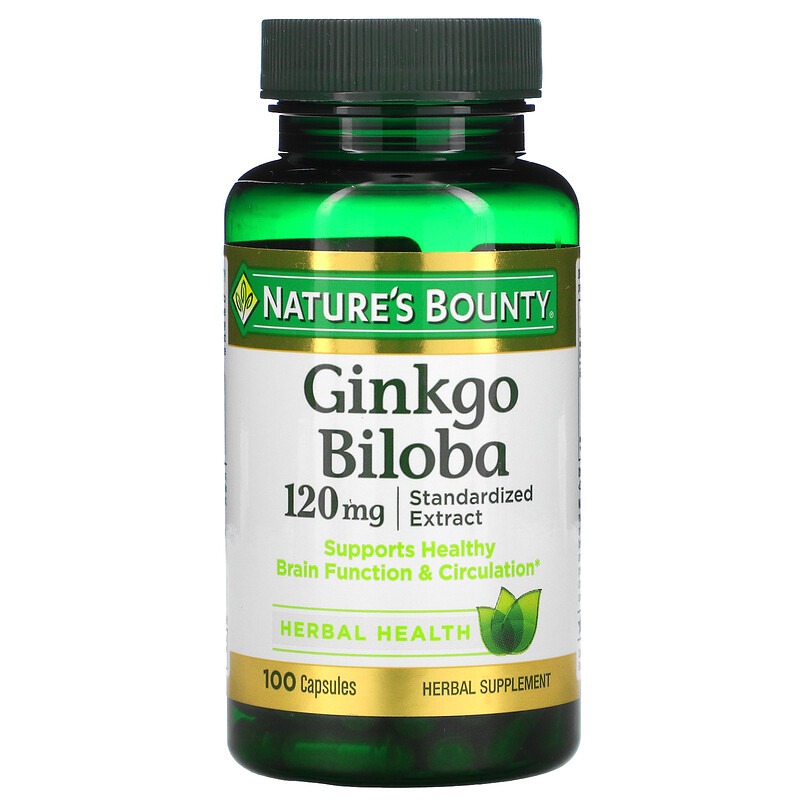 NATURE'S BOUNTY®
Ginkgo
Biloba
120 mg
Standardized
Extract
Supports Healthy
Brain Function & Circulation*
HERBAL HEALTH
100 Capsules
HERBAL SUPPLEMENT